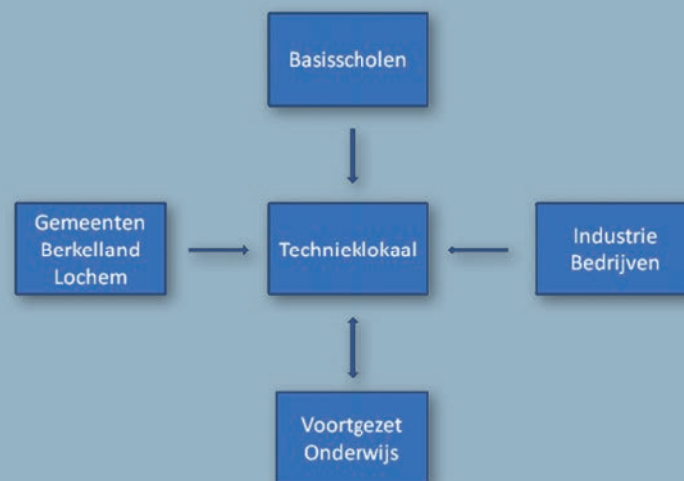 Basisscholen
Gemeenten
Berkelland
Lochem
Technieklokaal
Industrie
Bedrijven
Voortgezet
Onderwijs